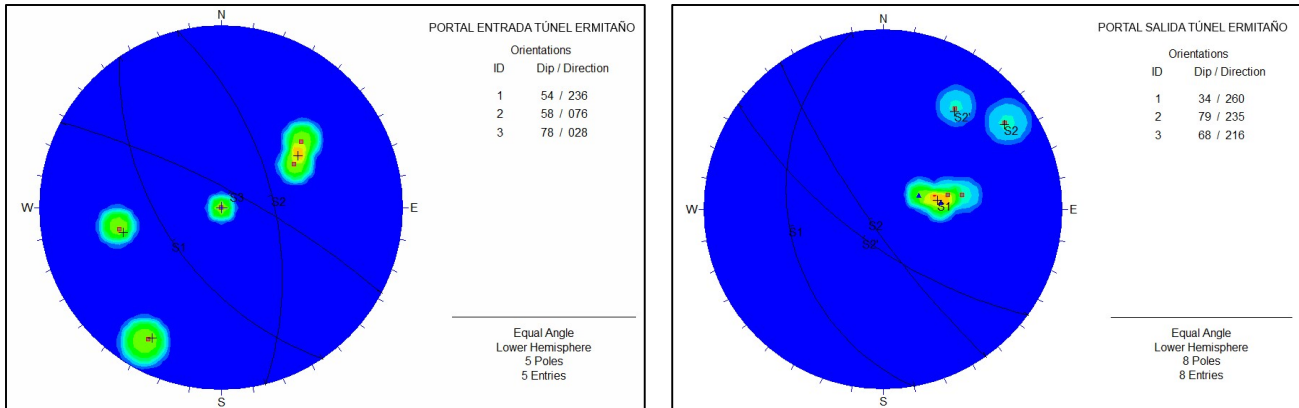 PORTAL ENTRADA TÚNEL ERMITAÑO
Orientations
ID Dip / Direction
1 54 / 236
2 58 / 076
3 78 / 028
N
W
E
S
S3
S2
S1
Equal Angle
Lower Hemisphere
5 Poles
5 Entries
PORTAL SALIDA TÚNEL ERMITAÑO
Orientations
ID Dip / Direction
1 34 / 260
2 79 / 235
3 68 / 216
N
W
E
S
S2'
S2
S1
S2
S2'
S1
Equal Angle
Lower Hemisphere
8 Poles
8 Entries